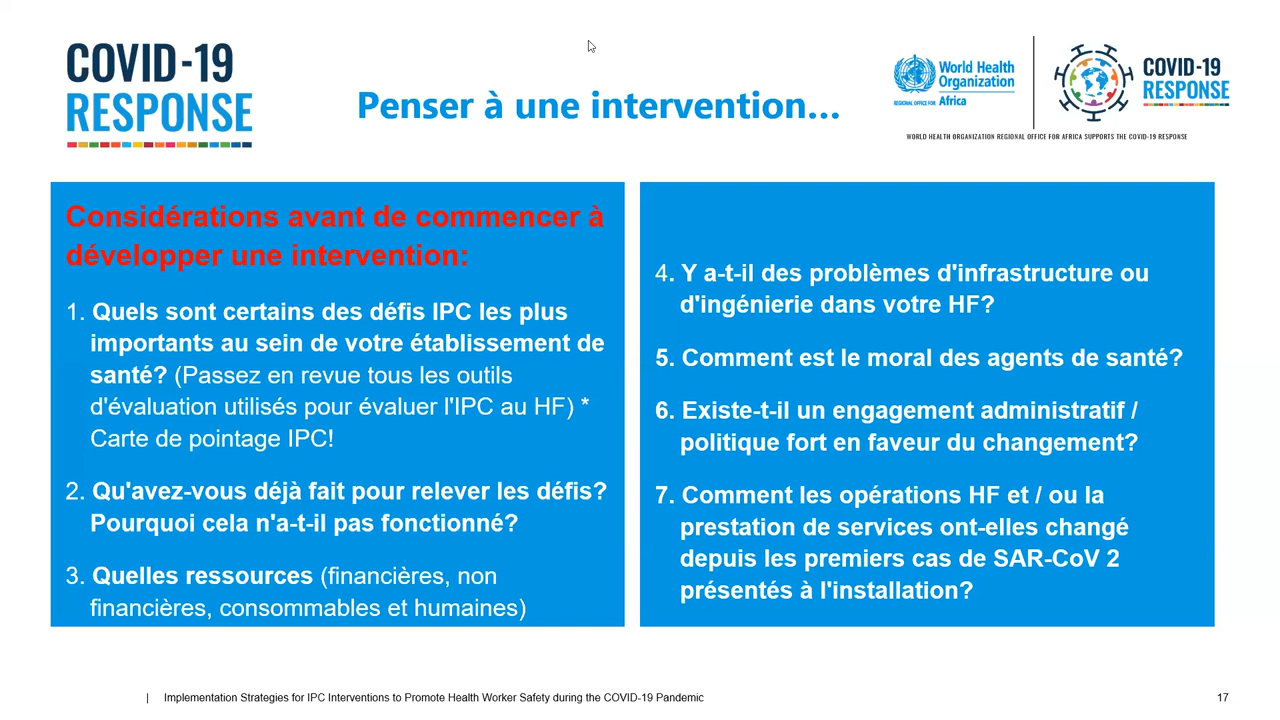 COVID-19
RESPONSE
Penser à une intervention...
World Health
Organization
REGIONAL OFFICE FOR Africa
COVID-19
RESPONSE
WORLD HEALTH ORGANIZATION REGIONAL OFFICE FOR AFRICA SUPPORTS THE COVID-19 RESPONSE
Considérations avant de commencer à
développer une intervention:
1. Quels sont certains des défis IPC les plus
importants au sein de votre établissement de
santé? (Passez en revue tous les outils
d'évaluation utilisés pour évaluer l'IPC au HF) *
Carte de pointage IPC!
2. Qu'avez-vous déjà fait pour relever les défis?
Pourquoi cela n'a-t-il pas fonctionné?
3. Quelles ressources (financières, non
financières, consommables et humaines)
4. Y a-t-il des problèmes d'infrastructure ou
d'ingénierie dans votre HF?
5. Comment est le moral des agents de santé?
6. Existe-t-il un engagement administratif /
politique fort en faveur du changement?
7. Comment les opérations HF et / ou la
prestation de services ont-elles changé
depuis les premiers cas de SAR-CoV 2
présentés à l'installation?
| Implementation Strategies for IPC Interventions to Promote Health Worker Safety during the COVID-19 Pandemic
17